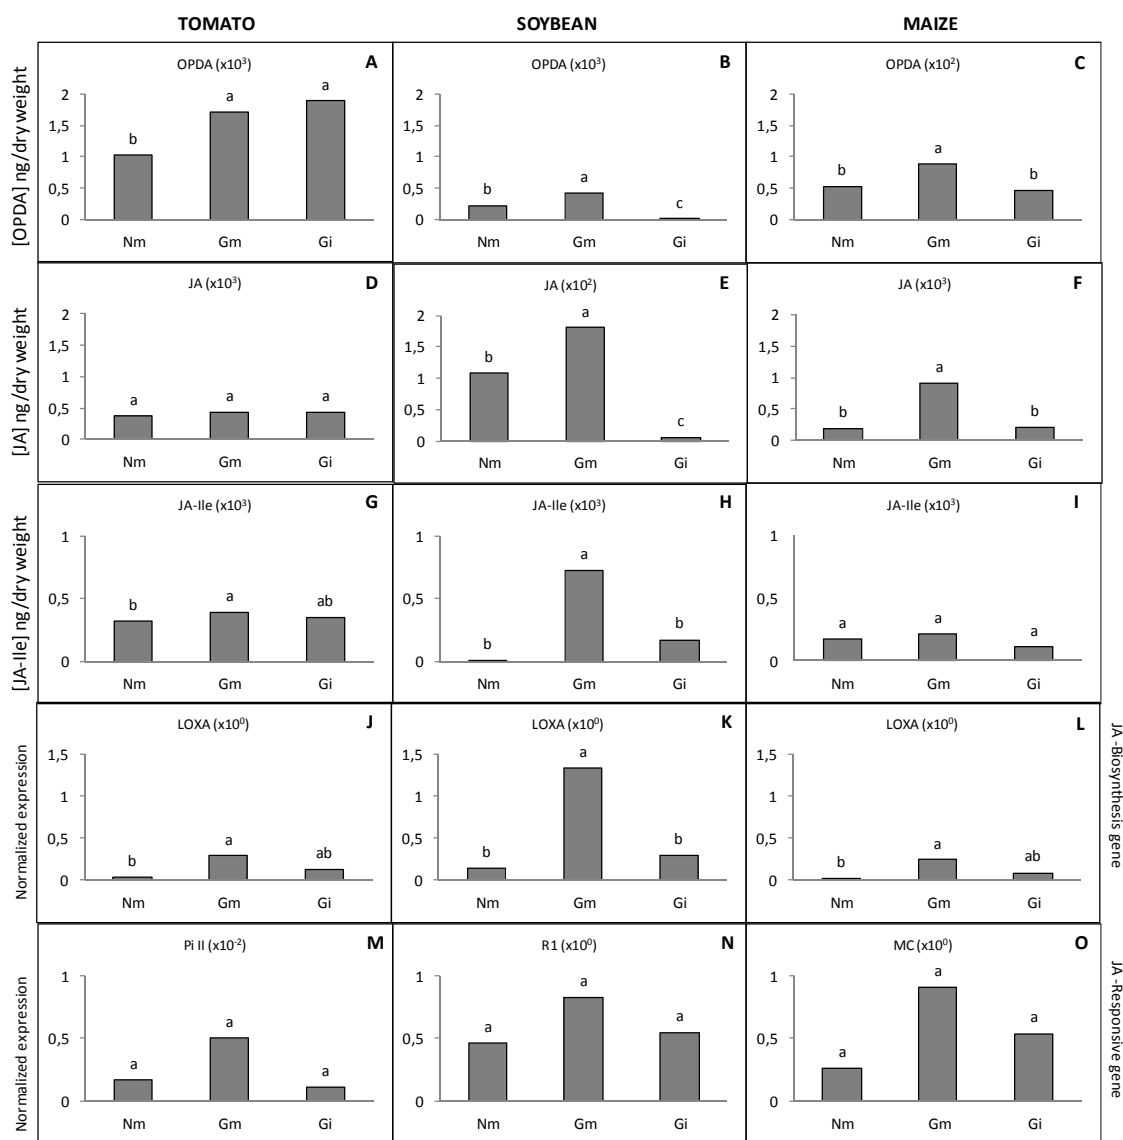 TOMATO SOYBEAN MAIZE
[OPDA] ng/dry weight
OPDA (x10³) A
2
1,5
1
0,5
0
b a a
Nm Gm Gi
OPDA (x10³) B
2
1,5
1
0,5
0
b a c
Nm Gm Gi
OPDA (x10²) C
2
1,5
1
0,5
0
b a b
Nm Gm Gi
[JA] ng/dry weight
JA (x10³) D
2
1,5
1
0,5
0
a a a
Nm Gm Gi
JA (x10²) E
2
1,5
1
0,5
0
b a c
Nm Gm Gi
JA (x10³) F
2
1,5
1
0,5
0
b a b
Nm Gm Gi
[JA-Ile] ng/dry weight
JA-Ile (x10³) G
1
0,5
0
b a ab
Nm Gm Gi
JA-Ile (x10³) H
1
0,5
0
b a b
Nm Gm Gi
JA-Ile (x10³) I
1
0,5
0
a a a
Nm Gm Gi
Normalized expression
LOXA (x10⁰) J
1,5
1
0,5
0
b a ab
Nm Gm Gi
LOXA (x10⁰) K
1,5
1
0,5
0
b a b
Nm Gm Gi
LOXA (x10⁰) L
1,5
1
0,5
0
b a ab
Nm Gm Gi
JA -Biosynthesis gene
Normalized expression
Pi II (x10⁻²) M
1
0,5
0
a a a
Nm Gm Gi
R1 (x10⁰) N
1
0,5
0
a a a
Nm Gm Gi
MC (x10⁰) O
1
0,5
0
a a a
Nm Gm Gi
JA -Responsive gene